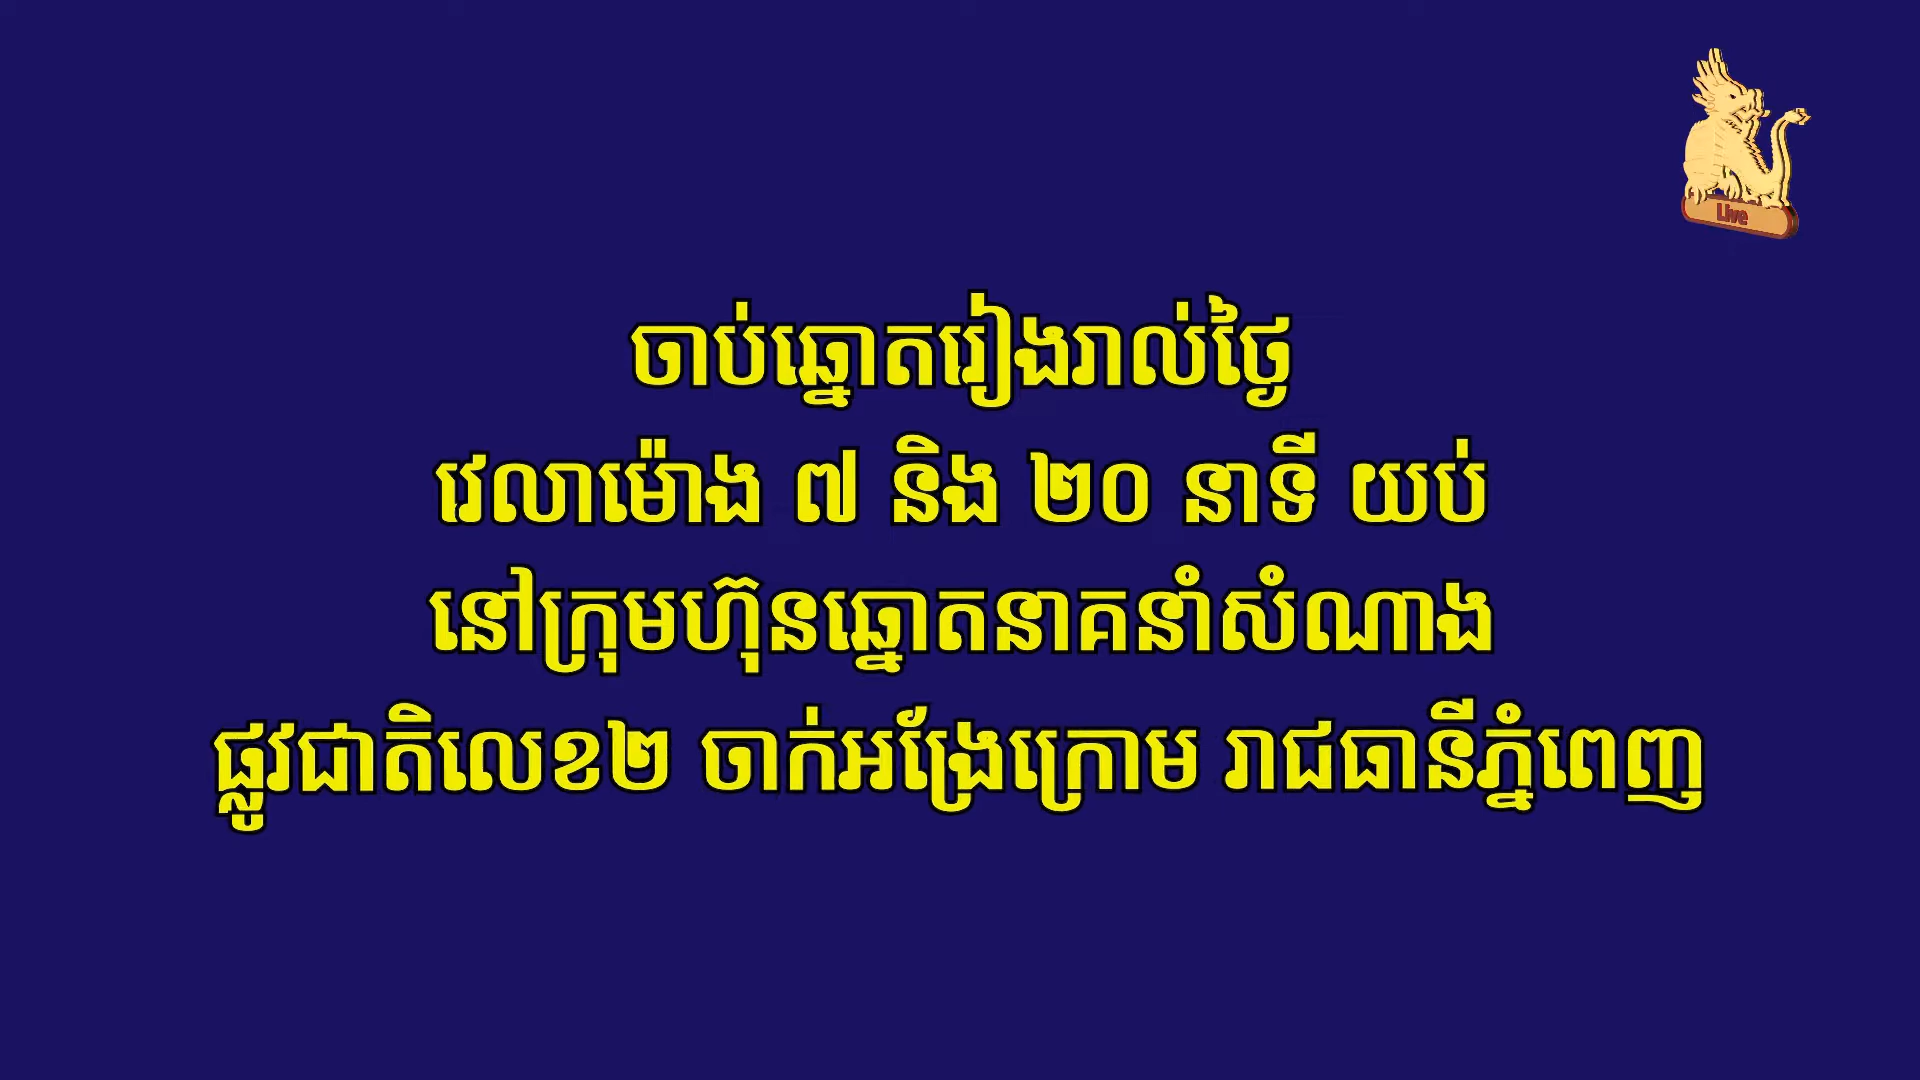 Live
ចាប់ឆ្នោតរៀងរាល់ថ្ងៃ
វេលាម៉ោង ៧ និង ២០ នាទី យប់
នៅក្រុមហ៊ុនឆ្នោតនាគនាំសំណាង
ផ្លូវជាតិលេខ២ ចាក់អង្រែក្រោម រាជធានីភ្នំពេញ